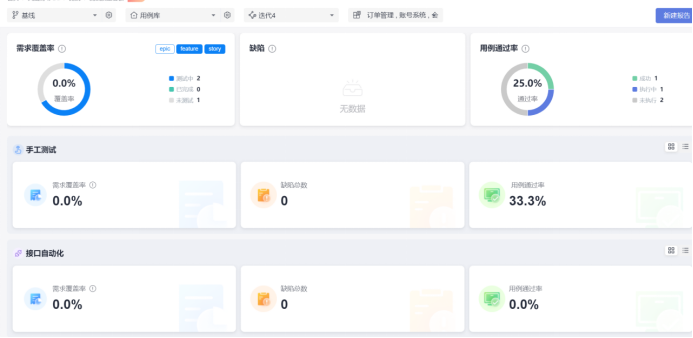 基线
用例库
迭代4
订单管理 , 账号系统 , 金
新建报告
需求覆盖率
epic feature story
0.0%
覆盖率
测试中 2
已完成 0
未测试 1
缺陷
无数据
用例通过率
25.0%
通过率
成功 1
执行中 1
未执行 2
手工测试
需求覆盖率
0.0%
缺陷总数
0
用例通过率
33.3%
接口自动化
需求覆盖率
0.0%
缺陷总数
0
用例通过率
0.0%